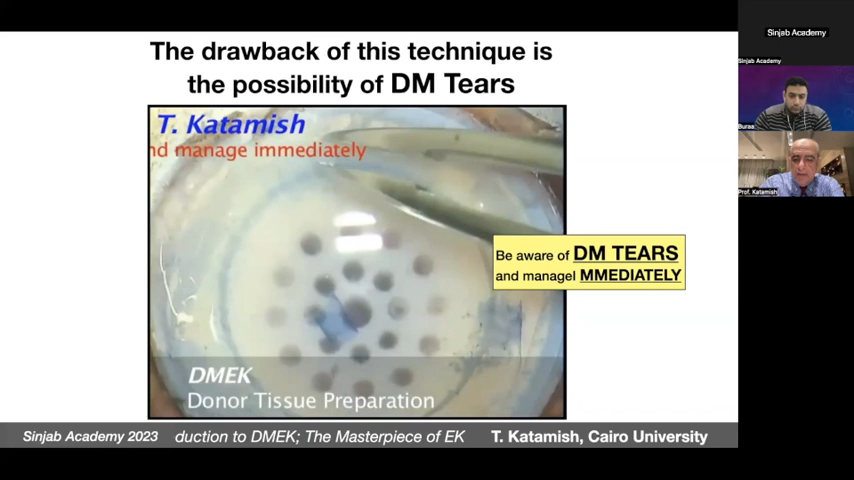 The drawback of this technique is
the possibility of DM Tears
T. Katamish
nd manage immediately
Be aware of DM TEARS
and managel MMEDIATELY
DMEK
Donor Tissue Preparation
Sinjab Academy 2023 duction to DMEK; The Masterpiece of EK T. Katamish, Cairo University
Sinjab Academy
Sinjab Academy
Buraa
Prof. Katamish